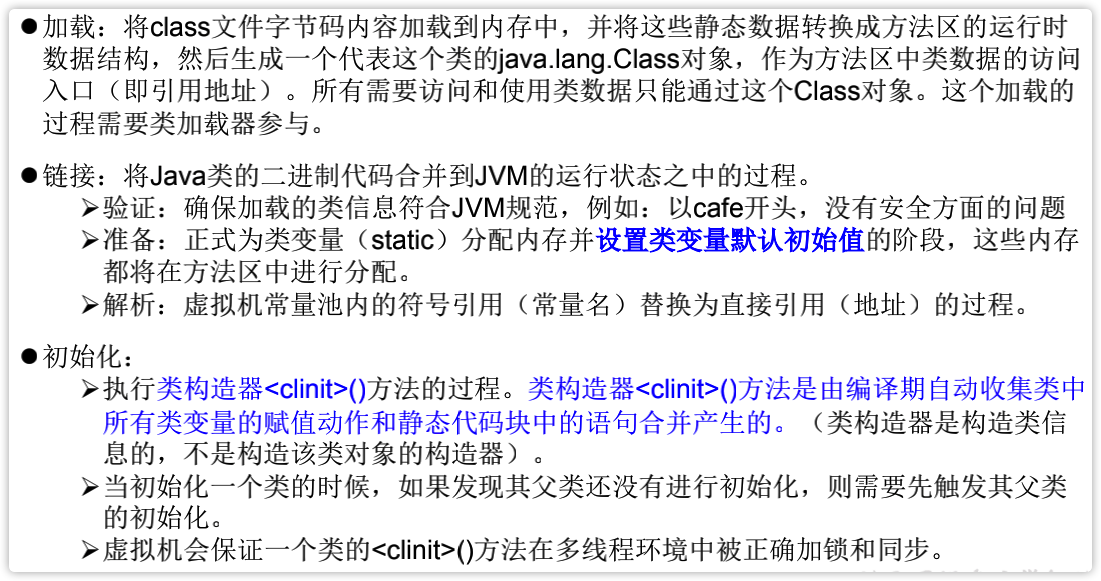 ●加载：将class文件字节码内容加载到内存中，并将这些静态数据转换成方法区的运行时
数据结构，然后生成一个代表这个类的java.lang.Class对象，作为方法区中类数据的访问
入口（即引用地址）。所有需要访问和使用类数据只能通过这个Class对象。这个加载的
过程需要类加载器参与。
●链接：将Java类的二进制代码合并到JVM的运行状态之中的过程。
➢验证：确保加载的类信息符合JVM规范，例如：以cafe开头，没有安全方面的问题
➢准备：正式为类变量（static）分配内存并设置类变量默认初始值的阶段，这些内存
都将在方法区中进行分配。
➢解析：虚拟机常量池内的符号引用（常量名）替换为直接引用（地址）的过程。
●初始化：
➢执行类构造器<clinit>()方法的过程。类构造器<clinit>()方法是由编译期自动收集类中
所有类变量的赋值动作和静态代码块中的语句合并产生的。（类构造器是构造类信
息的，不是构造该类对象的构造器）。
➢当初始化一个类的时候，如果发现其父类还没有进行初始化，则需要先触发其父类
的初始化。
➢虚拟机会保证一个类的<clinit>()方法在多线程环境中被正确加锁和同步。